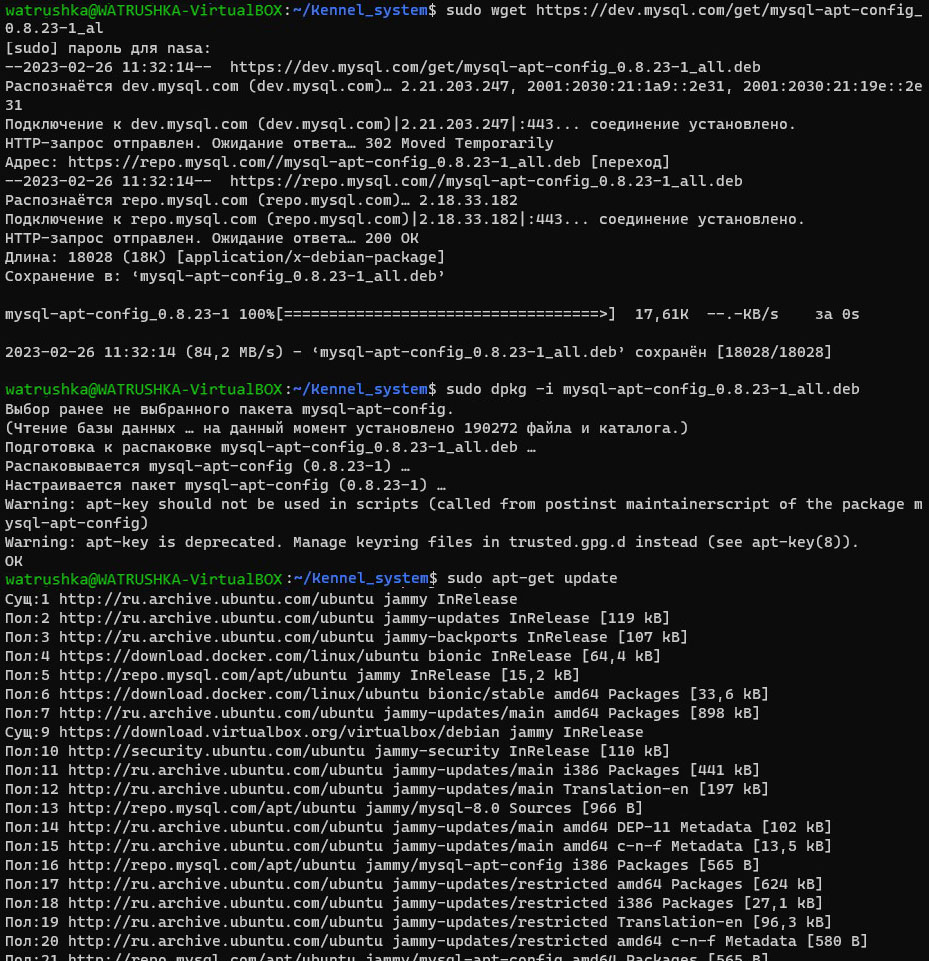 watrushka@WATRUSHKA-VirtualBOX:~/Kennel_system$ sudo wget https://dev.mysql.com/get/mysql-apt-config_
0.8.23-1_al
[sudo] пароль для nasa:
--2023-02-26 11:32:14--  https://dev.mysql.com/get/mysql-apt-config_0.8.23-1_all.deb
Распознаётся dev.mysql.com (dev.mysql.com)… 2.21.203.247, 2001:2030:21:1a9::2e31, 2001:2030:21:19e::2e
31
Подключение к dev.mysql.com (dev.mysql.com)|2.21.203.247|:443... соединение установлено.
HTTP-запрос отправлен. Ожидание ответа… 302 Moved Temporarily
Адрес: https://repo.mysql.com//mysql-apt-config_0.8.23-1_all.deb [переход]
--2023-02-26 11:32:14--  https://repo.mysql.com//mysql-apt-config_0.8.23-1_all.deb
Распознаётся repo.mysql.com (repo.mysql.com)… 2.18.33.182
Подключение к repo.mysql.com (repo.mysql.com)|2.18.33.182|:443... соединение установлено.
HTTP-запрос отправлен. Ожидание ответа… 200 OK
Длина: 18028 (18K) [application/x-debian-package]
Сохранение в: ‘mysql-apt-config_0.8.23-1_all.deb’
mysql-apt-config_0.8.23-1 100%[===================================>]  17,61K  --.-KB/s    за 0s
2023-02-26 11:32:14 (84,2 MB/s) - ‘mysql-apt-config_0.8.23-1_all.deb’ сохранён [18028/18028]
watrushka@WATRUSHKA-VirtualBOX:~/Kennel_system$ sudo dpkg -i mysql-apt-config_0.8.23-1_all.deb
Выбор ранее не выбранного пакета mysql-apt-config.
(Чтение базы данных … на данный момент установлено 190272 файла и каталога.)
Подготовка к распаковке mysql-apt-config_0.8.23-1_all.deb …
Распаковывается mysql-apt-config (0.8.23-1) …
Настраивается пакет mysql-apt-config (0.8.23-1) …
Warning: apt-key should not be used in scripts (called from postinst maintainerscript of the package m
ysql-apt-config)
Warning: apt-key is deprecated. Manage keyring files in trusted.gpg.d instead (see apt-key(8)).
OK
watrushka@WATRUSHKA-VirtualBOX:~/Kennel_system$ sudo apt-get update
Сущ:1 http://ru.archive.ubuntu.com/ubuntu jammy InRelease
Пол:2 http://ru.archive.ubuntu.com/ubuntu jammy-updates InRelease [119 kB]
Пол:3 http://ru.archive.ubuntu.com/ubuntu jammy-backports InRelease [107 kB]
Пол:4 https://download.docker.com/linux/ubuntu bionic InRelease [64,4 kB]
Пол:5 http://repo.mysql.com/apt/ubuntu jammy InRelease [15,2 kB]
Пол:6 https://download.docker.com/linux/ubuntu bionic/stable amd64 Packages [33,6 kB]
Пол:7 http://ru.archive.ubuntu.com/ubuntu jammy-updates/main amd64 Packages [898 kB]
Сущ:9 https://download.virtualbox.org/virtualbox/debian jammy InRelease
Пол:10 http://security.ubuntu.com/ubuntu jammy-security InRelease [110 kB]
Пол:11 http://ru.archive.ubuntu.com/ubuntu jammy-updates/main i386 Packages [441 kB]
Пол:12 http://ru.archive.ubuntu.com/ubuntu jammy-updates/main Translation-en [197 kB]
Пол:13 http://repo.mysql.com/apt/ubuntu jammy/mysql-8.0 Sources [966 B]
Пол:14 http://ru.archive.ubuntu.com/ubuntu jammy-updates/main amd64 DEP-11 Metadata [102 kB]
Пол:15 http://ru.archive.ubuntu.com/ubuntu jammy-updates/main amd64 c-n-f Metadata [13,5 kB]
Пол:16 http://repo.mysql.com/apt/ubuntu jammy/mysql-apt-config i386 Packages [565 B]
Пол:17 http://ru.archive.ubuntu.com/ubuntu jammy-updates/restricted amd64 Packages [624 kB]
Пол:18 http://ru.archive.ubuntu.com/ubuntu jammy-updates/restricted i386 Packages [27,1 kB]
Пол:19 http://ru.archive.ubuntu.com/ubuntu jammy-updates/restricted Translation-en [96,3 kB]
Пол:20 http://ru.archive.ubuntu.com/ubuntu jammy-updates/restricted amd64 c-n-f Metadata [580 B]
Пол:21 http://repo.mysql.com/apt/ubuntu jammy/mysql-apt-config amd64 Packages [565 B]